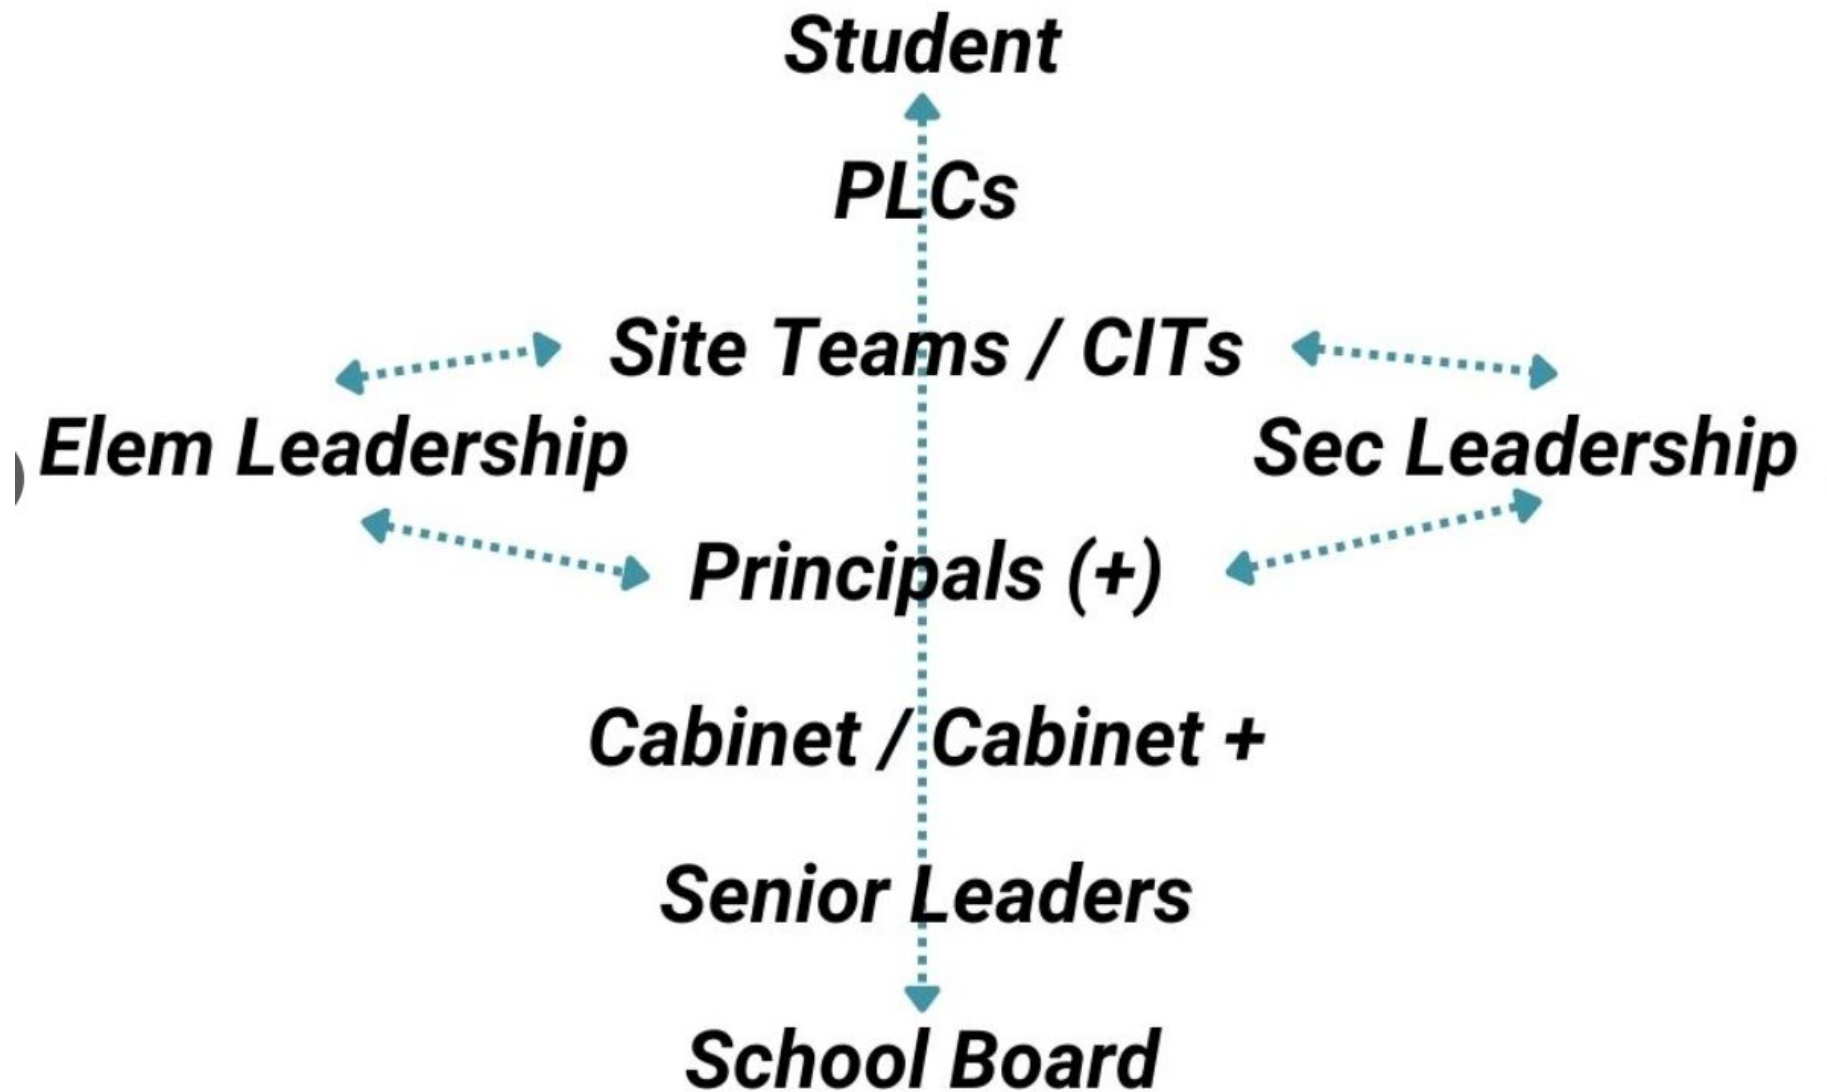 Student
PLCs
Site Teams / CITs
Elem Leadership
Sec Leadership
Principals (+)
Cabinet / Cabinet +
Senior Leaders
School Board